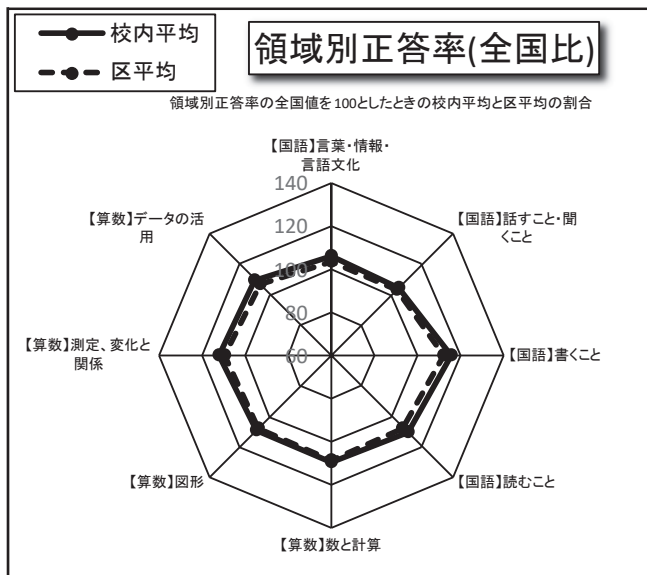 校内平均
区平均
領域別正答率(全国比)
領域別正答率の全国値を100としたときの校内平均と区平均の割合
【国語】言葉・情報・
言語文化
【国語】話すこと・聞
くこと
【国語】書くこと
【国語】読むこと
【算数】数と計算
【算数】図形
【算数】測定、変化と
関係
【算数】データの活
用
140
120
100
80
60